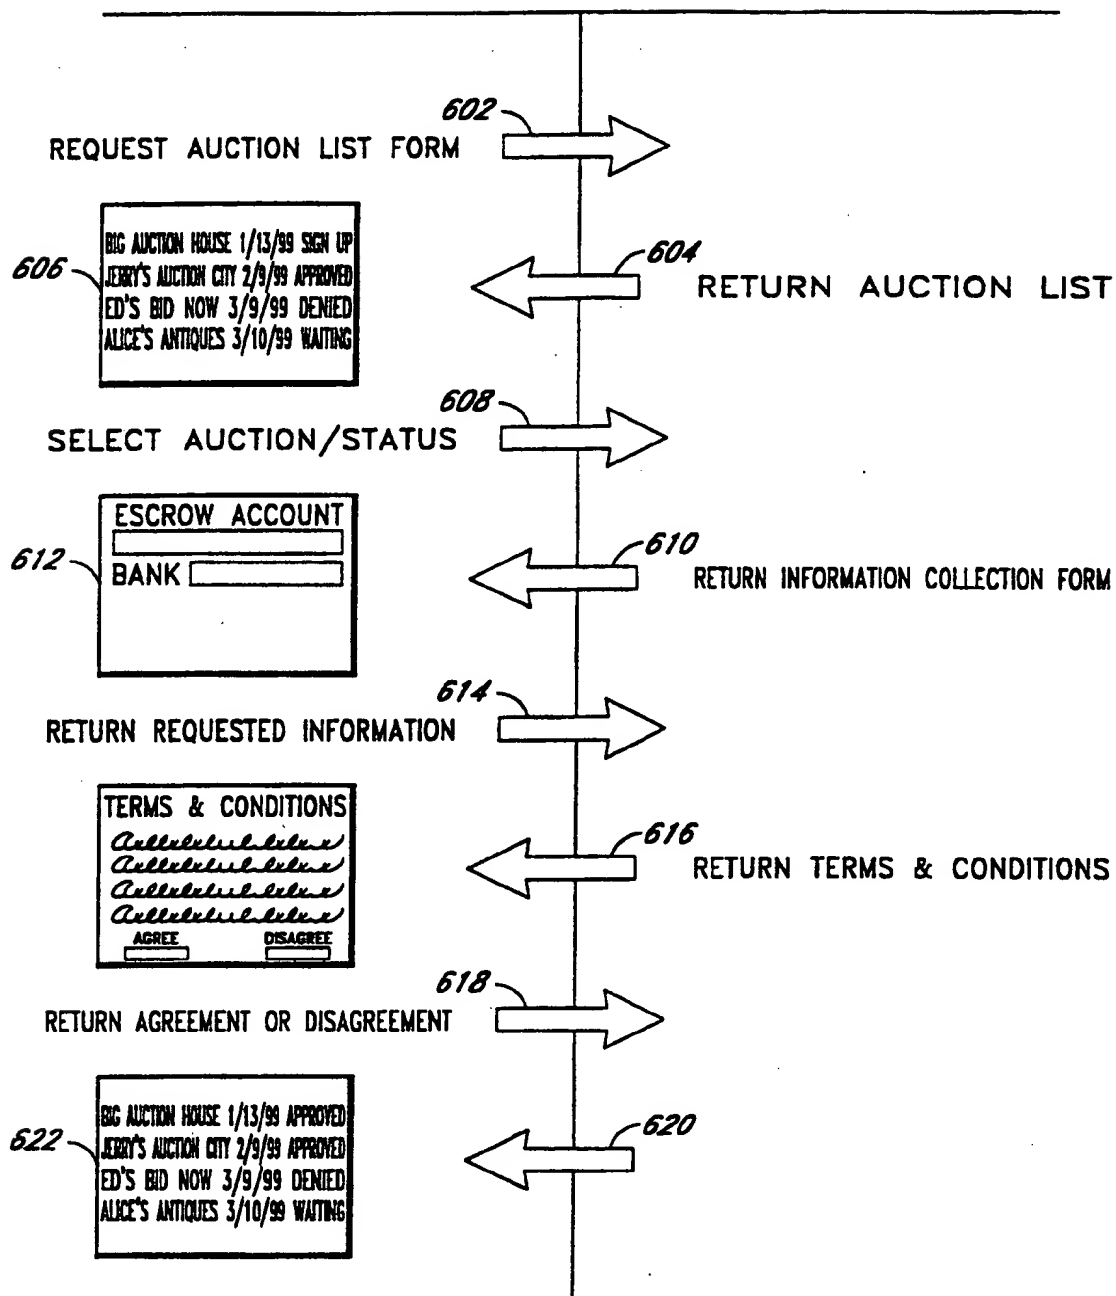 602
REQUEST AUCTION LIST FORM
BIG AUCTION HOUSE 1/13/99 SIGN UP
JERRY'S AUCTION CITY 2/9/99 APPROVED
ED'S BID NOW 3/9/99 DENIED
ALICE'S ANTIQUES 3/10/99 WAITING
606
604
RETURN AUCTION LIST
608
SELECT AUCTION/STATUS
ESCROW ACCOUNT
BANK
612
610
RETURN INFORMATION COLLECTION FORM
614
RETURN REQUESTED INFORMATION
TERMS & CONDITIONS
AGREE DISAGREE
616
RETURN TERMS & CONDITIONS
618
RETURN AGREEMENT OR DISAGREEMENT
BIG AUCTION HOUSE 1/13/99 APPROVED
JERRY'S AUCTION CITY 2/9/99 APPROVED
ED'S BID NOW 3/9/99 DENIED
ALICE'S ANTIQUES 3/10/99 WAITING
622
620